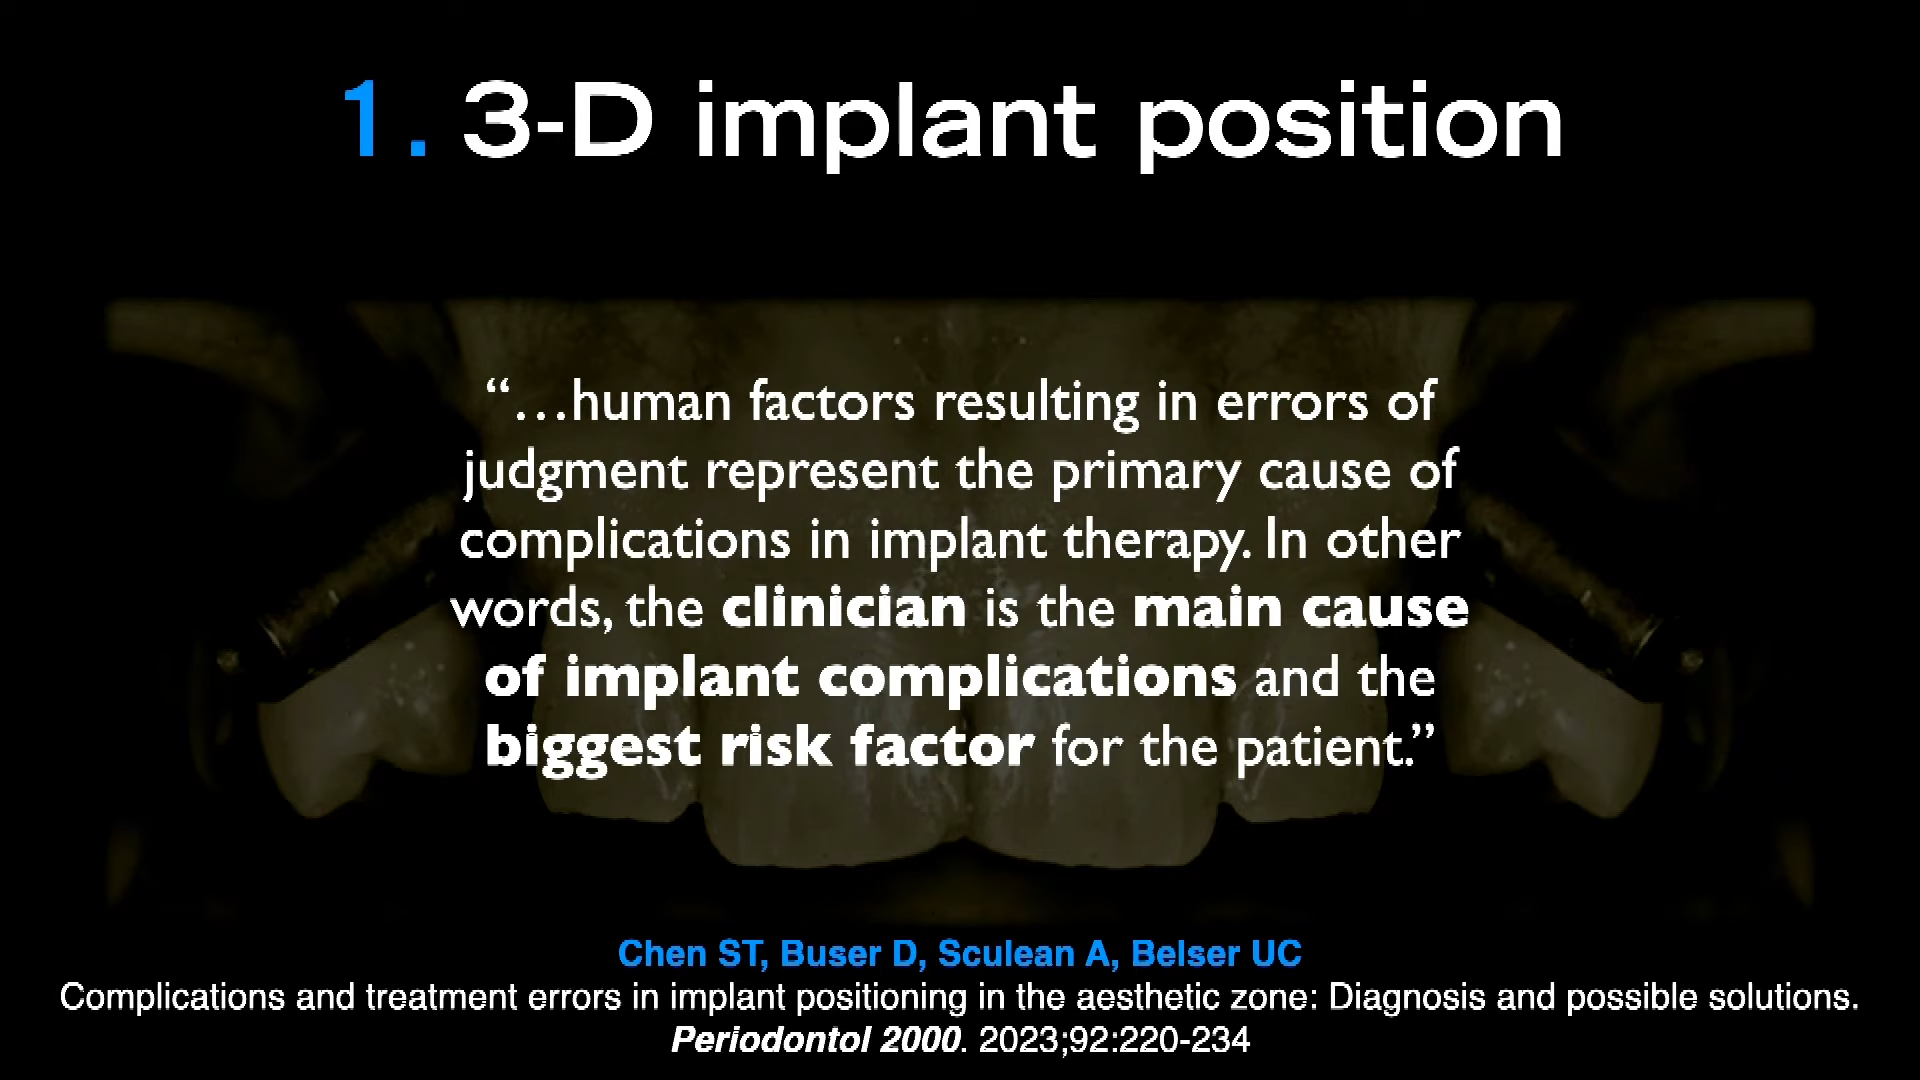 1. 3-D implant position
“…human factors resulting in errors of
judgment represent the primary cause of
complications in implant therapy. In other
words, the clinician is the main cause
of implant complications and the
biggest risk factor for the patient.”
Chen ST, Buser D, Sculean A, Belser UC
Complications and treatment errors in implant positioning in the aesthetic zone: Diagnosis and possible solutions.
Periodontol 2000. 2023;92:220-234